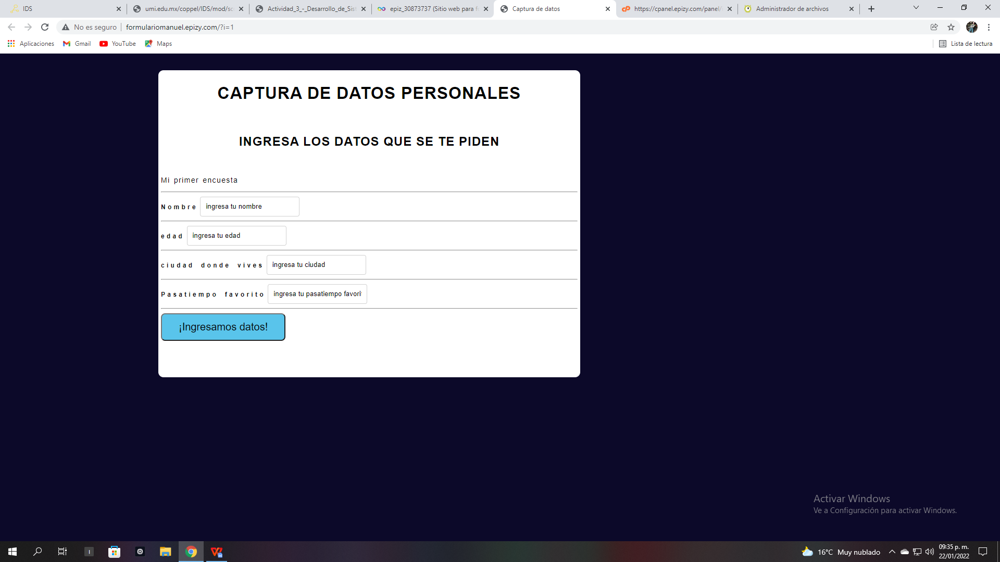 IDS
umi.edu.mx/coppel/IDS/mod/sc
Actividad_3_-_Desarrollo_de_Sis
epiz_30873737 (Sitio web para f
Captura de datos
https://cpanel.epizy.com/panel/
Administrador de archivos
No es seguro
formulariomanuel.epizy.com/?i=1
Aplicaciones
Gmail
YouTube
Maps
Lista de lectura
CAPTURA DE DATOS PERSONALES
INGRESA LOS DATOS QUE SE TE PIDEN
Mi primer encuesta
Nombre ingresa tu nombre
edad ingresa tu edad
ciudad donde vives ingresa tu ciudad
Pasatiempo favorito ingresa tu pasatiempo favorit
¡Ingresamos datos!
Activar Windows
Ve a Configuración para activar Windows.
16°C Muy nublado
09:35 p. m.
22/01/2022